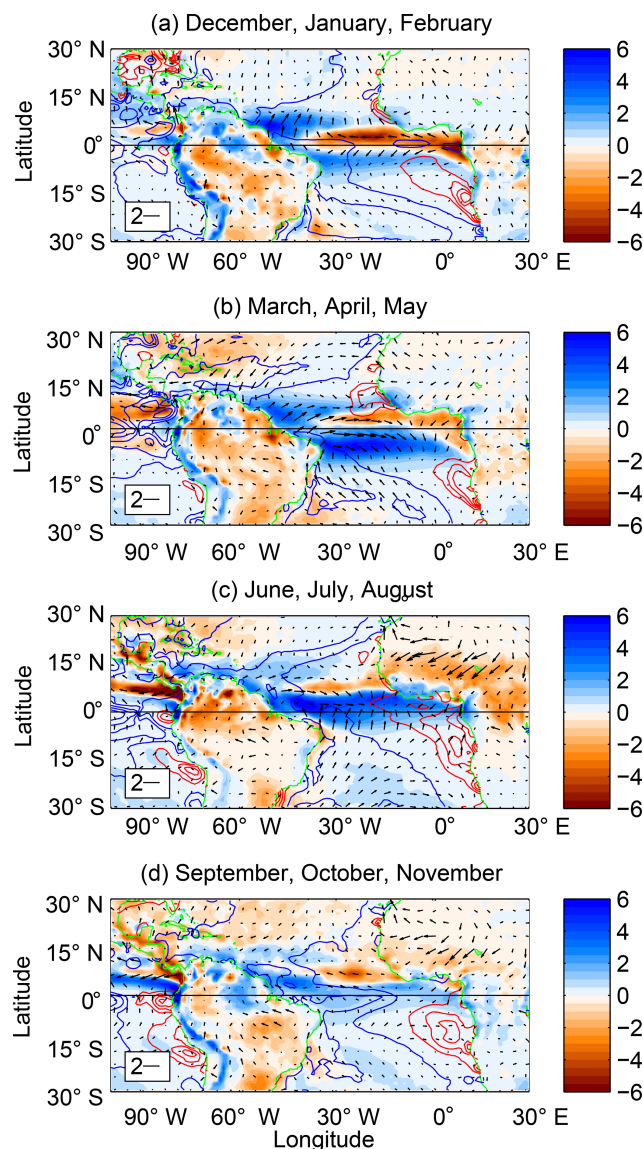 (a) December, January, February
30° N
15° N
0°
15° S
30° S
Latitude
2
90° W 60° W 30° W 0° 30° E
6
4
2
0
−2
−4
−6
(b) March, April, May
30° N
15° N
0°
15° S
30° S
Latitude
2
90° W 60° W 30° W 0° 30° E
6
4
2
0
−2
−4
−6
(c) June, July, August
30° N
15° N
0°
15° S
30° S
Latitude
2
90° W 60° W 30° W 0° 30° E
6
4
2
0
−2
−4
−6
(d) September, October, November
30° N
15° N
0°
15° S
30° S
Latitude
2
90° W 60° W 30° W 0° 30° E
Longitude
6
4
2
0
−2
−4
−6